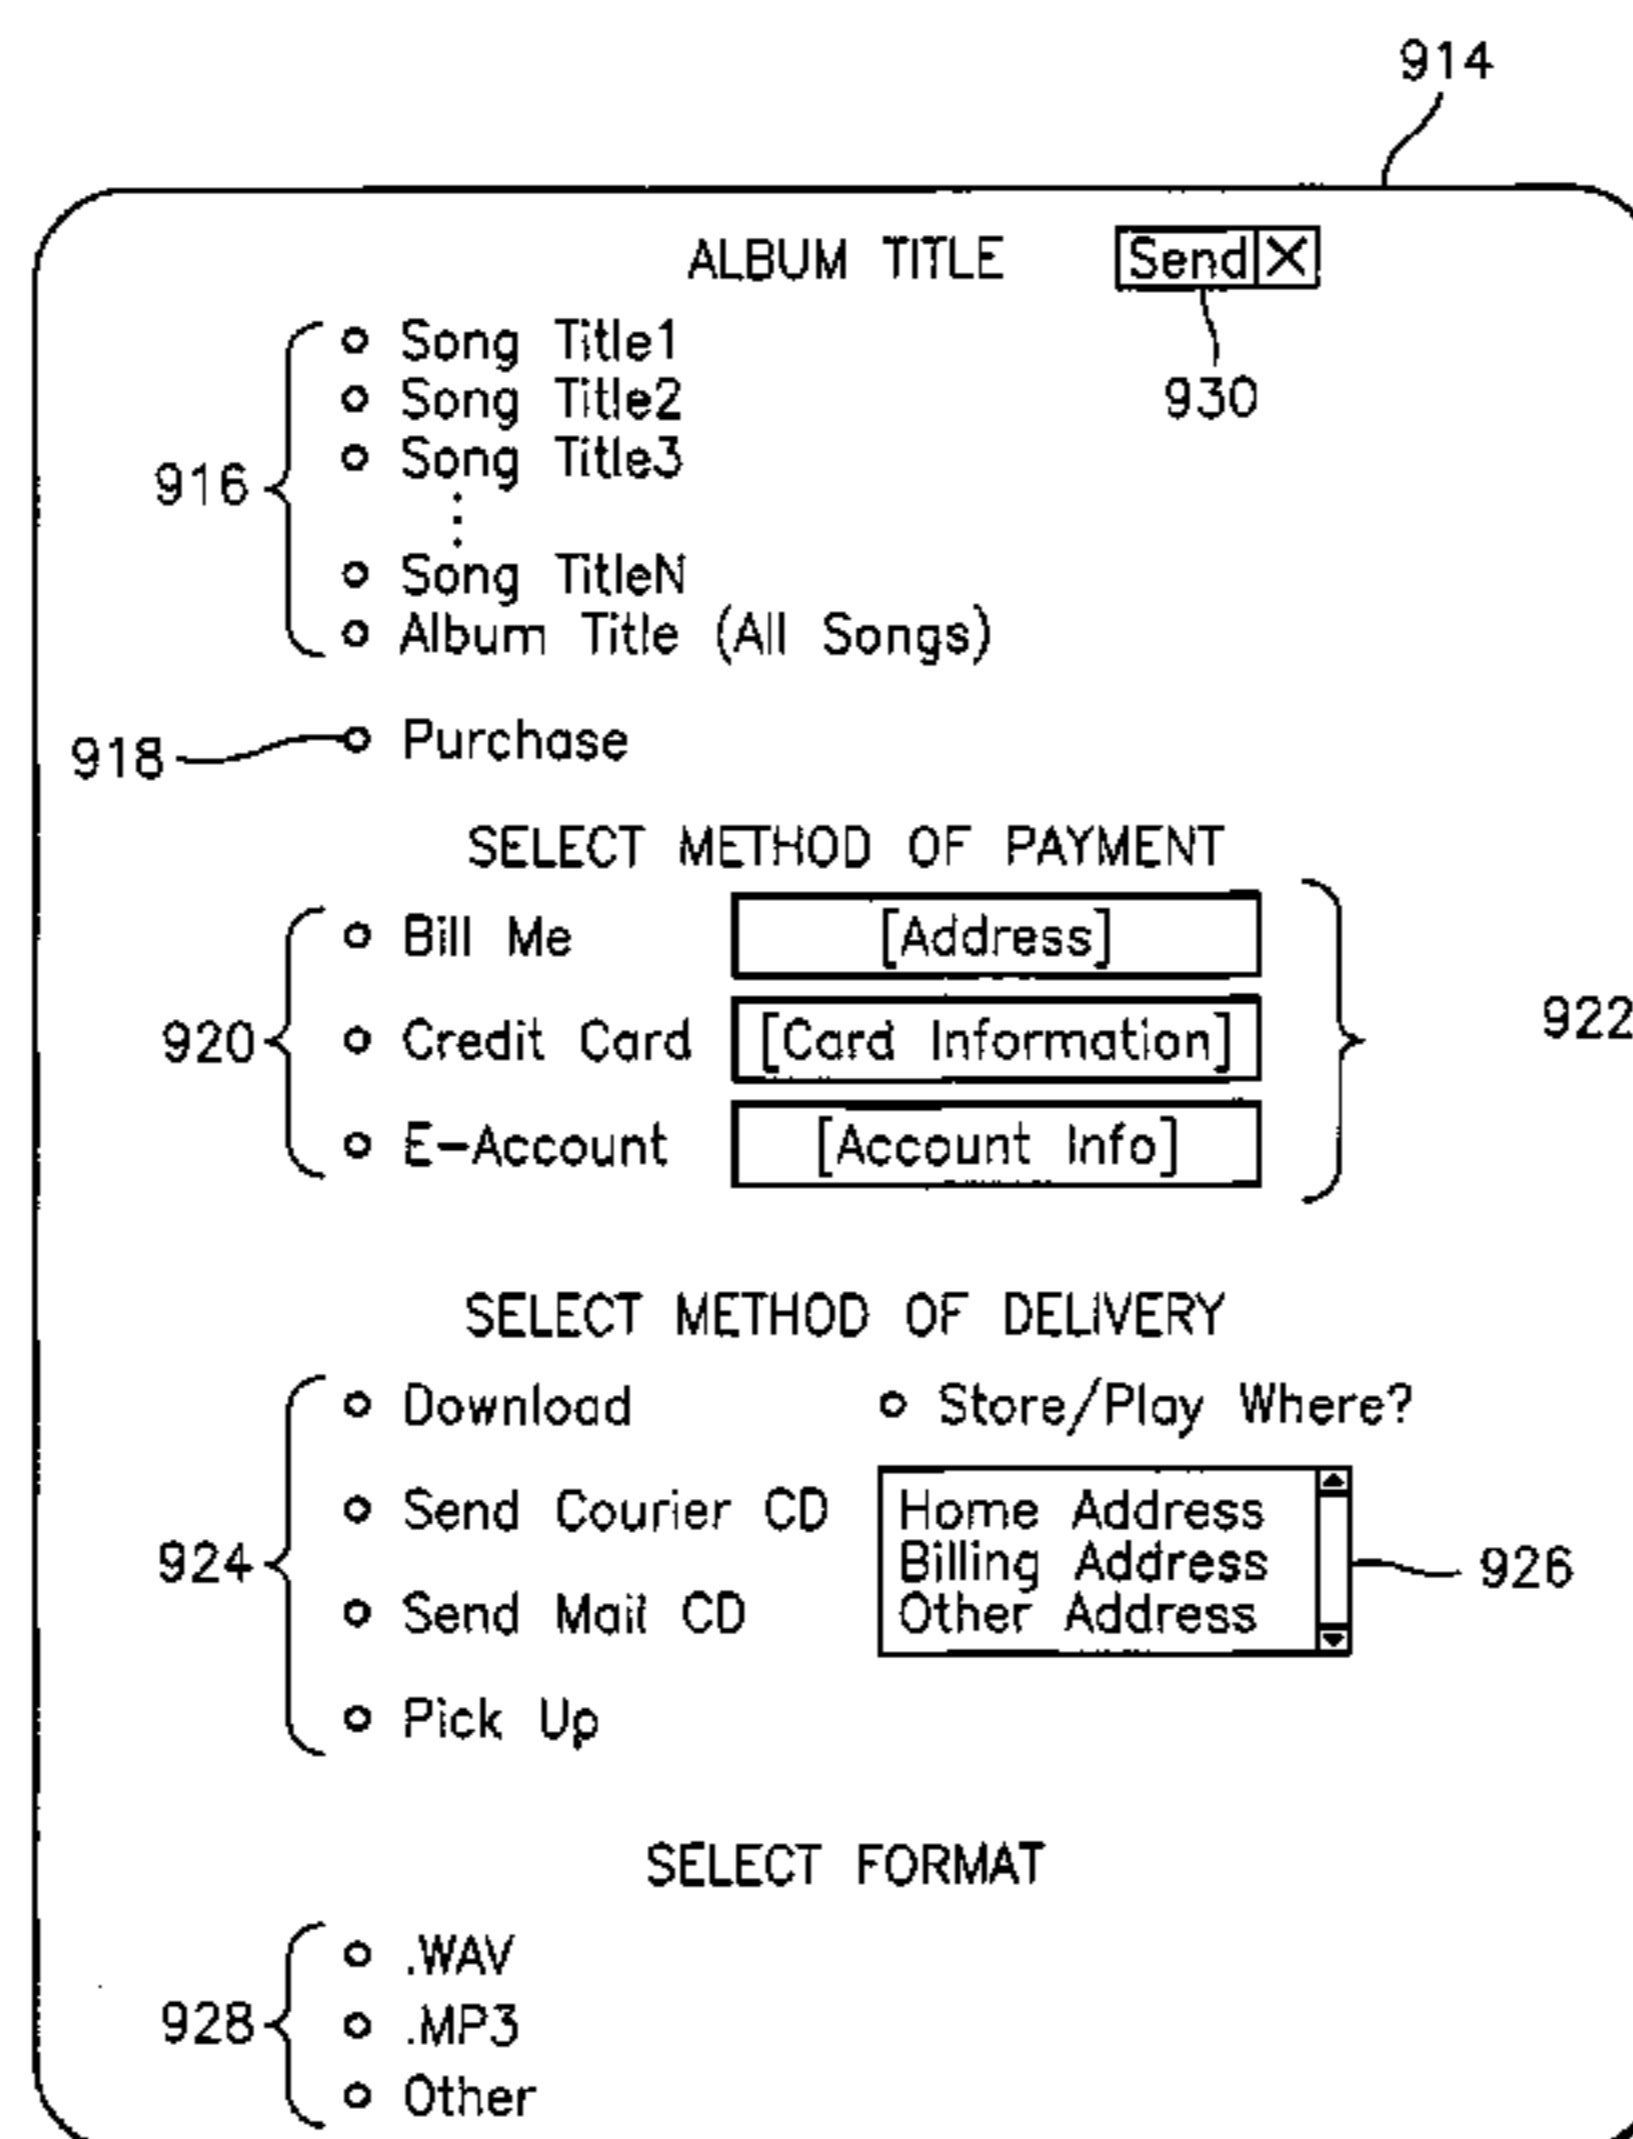 914
ALBUM TITLE Send X
Song Title1
Song Title2
930
Song Title3
916
Song TitleN
Album Title (All Songs)
918 Purchase
SELECT METHOD OF PAYMENT
Bill Me [Address]
922
920 Credit Card [Card Information]
E-Account [Account Info]
SELECT METHOD OF DELIVERY
Download Store/Play Where?
Send Courier CD Home Address
924 Billing Address 926
Send Mail CD Other Address
Pick Up
SELECT FORMAT
.WAV
928 .MP3
Other